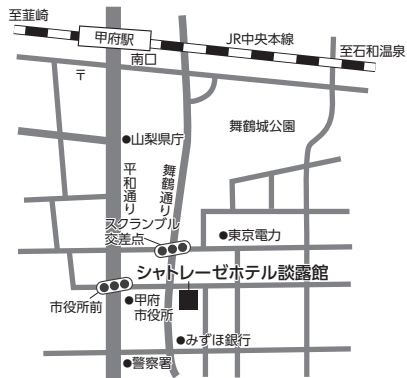 至韮崎
甲府駅
JR中央本線
至石和温泉
南口
〒
舞鶴城公園
●山梨県庁
平和通り
舞鶴通り
スクランブル
交差点
●東京電力
シャトレーゼホテル談露館
市役所前
●甲府
市役所
●みずほ銀行
●警察署